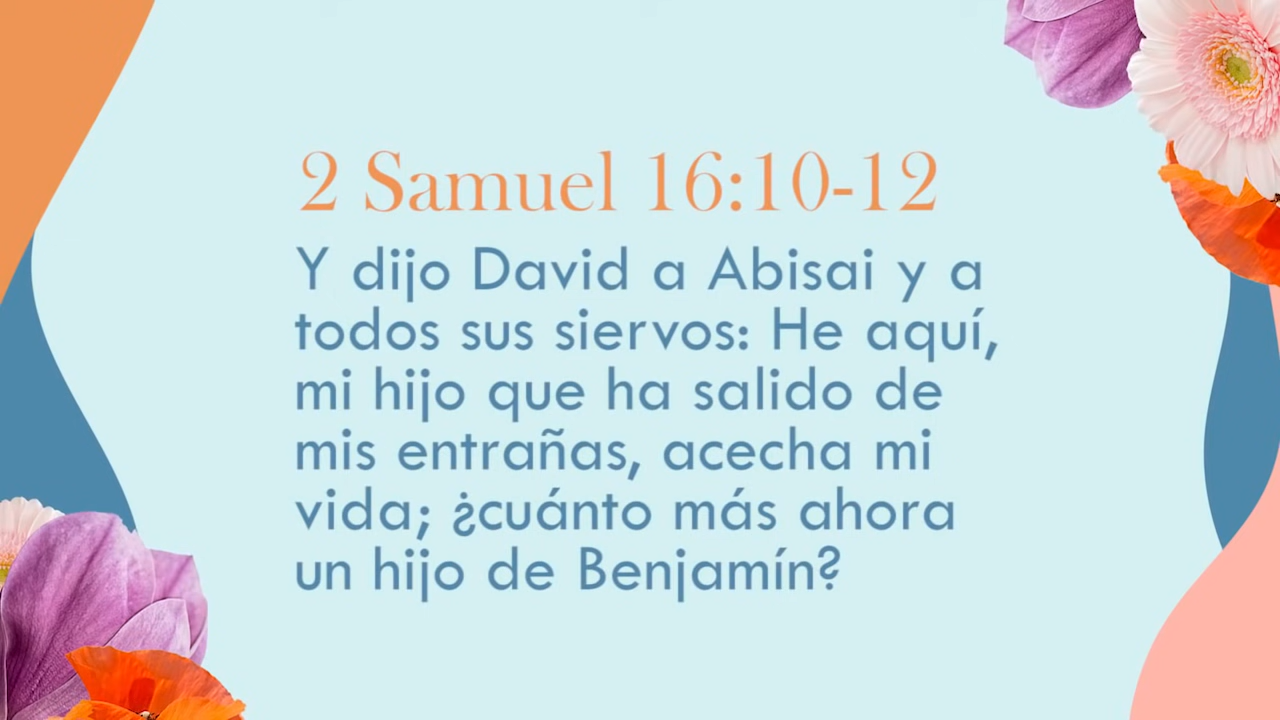 2 Samuel 16:10-12
Y dijo David a Abisai y a
todos sus siervos: He aquí,
mi hijo que ha salido de
mis entrañas, acecha mi
vida; ¿cuánto más ahora
un hijo de Benjamín?